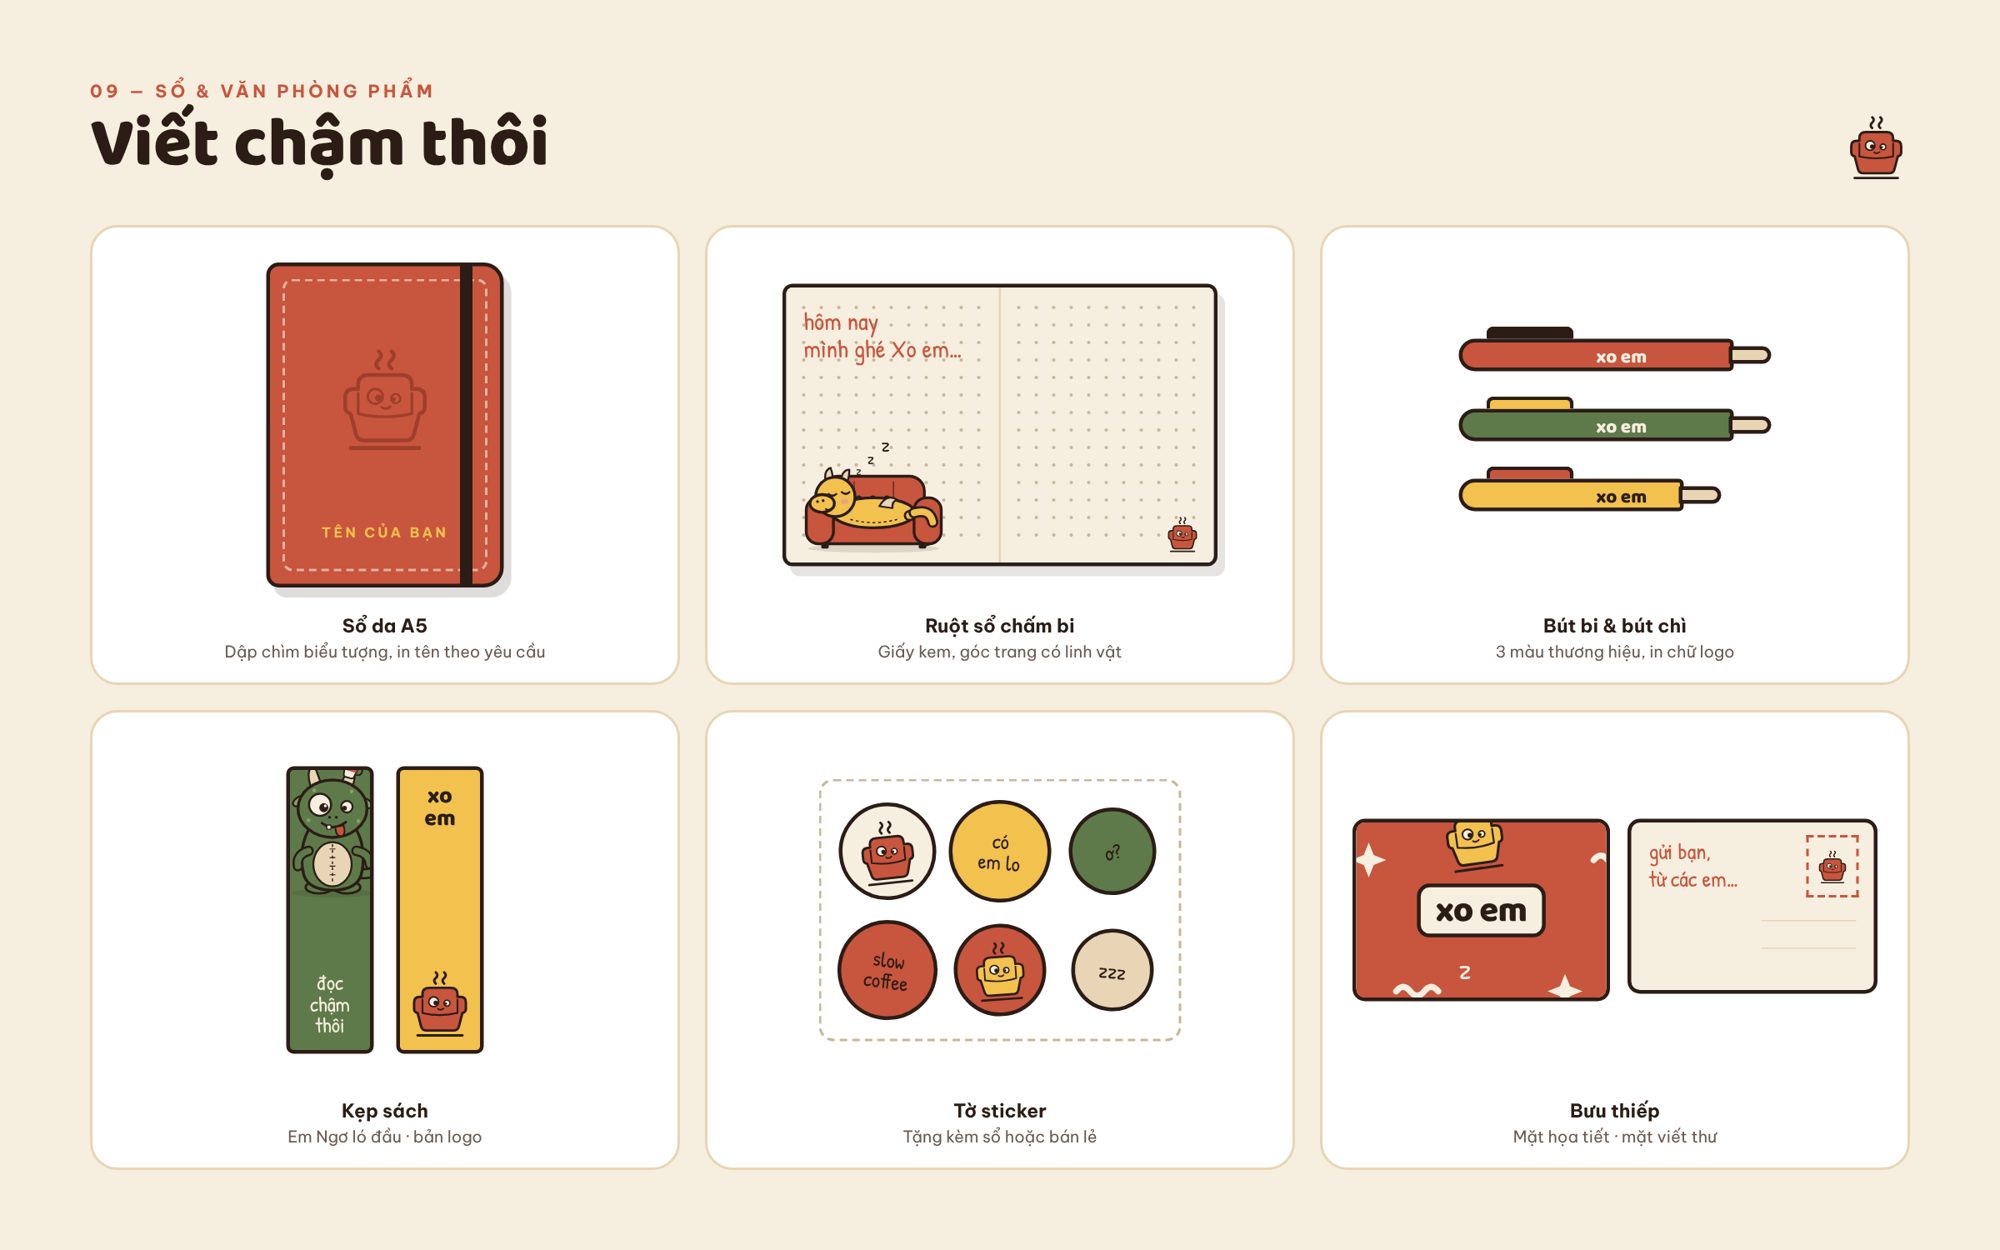 09 — SỔ & VĂN PHÒNG PHẨM
Viết chậm thôi
TÊN CỦA BẠN
Sổ da A5
Dập chìm biểu tượng, in tên theo yêu cầu
hôm nay
mình ghé Xo em...
z
z
z
Ruột sổ chấm bi
Giấy kem, góc trang có linh vật
xo em
xo em
xo em
Bút bi & bút chì
3 màu thương hiệu, in chữ logo
đọc
chậm
thôi
xo
em
Kẹp sách
Em Ngơ ló đầu · bản logo
có
em lo
ơ?
slow
coffee
zzz
Tờ sticker
Tặng kèm sổ hoặc bán lẻ
xo em
z
gửi bạn,
từ các em...
Bưu thiếp
Mặt họa tiết · mặt viết thư